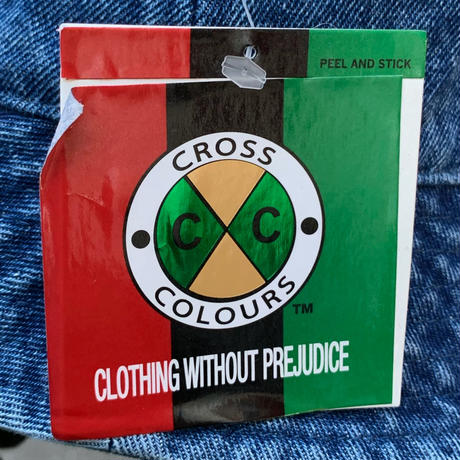 PEEL AND STICK
CROSS
C C
COLOURS
TM
CLOTHING WITHOUT PREJUDICE